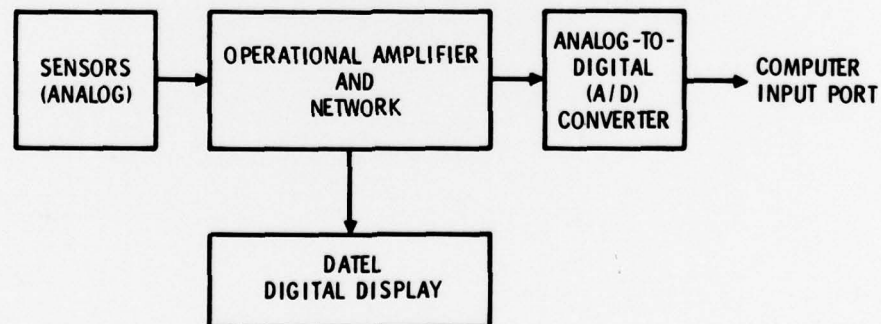 SENSORS
(ANALOG)
OPERATIONAL AMPLIFIER
AND
NETWORK
ANALOG-TO-
DIGITAL
(A/D)
CONVERTER
COMPUTER
INPUT PORT
DATEL
DIGITAL DISPLAY